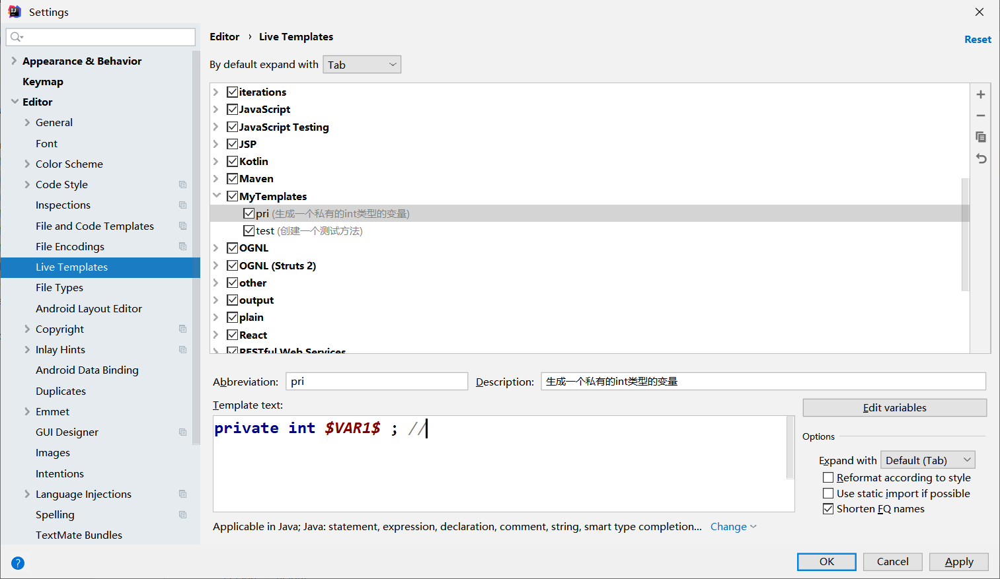 Settings
Editor › Live Templates
Reset
By default expand with Tab
Appearance & Behavior
Keymap
Editor
General
Font
Color Scheme
Code Style
Inspections
File and Code Templates
File Encodings
Live Templates
File Types
Android Layout Editor
Copyright
Inlay Hints
Android Data Binding
Duplicates
Emmet
GUI Designer
Images
Intentions
Language Injections
Spelling
TextMate Bundles
iterations
JavaScript
JavaScript Testing
JSP
Kotlin
Maven
MyTemplates
pri (生成一个私有的int类型的变量)
test (创建一个测试方法)
OGNL
OGNL (Struts 2)
other
output
plain
React
RESTful Web Services
Abbreviation: pri Description: 生成一个私有的int类型的变量
Template text:
private int $VAR1$ ; //
Edit variables
Options
Expand with Default (Tab)
Reformat according to style
Use static import if possible
Shorten FQ names
Applicable in Java; Java: statement, expression, declaration, comment, string, smart type completion... Change
? OK Cancel Apply